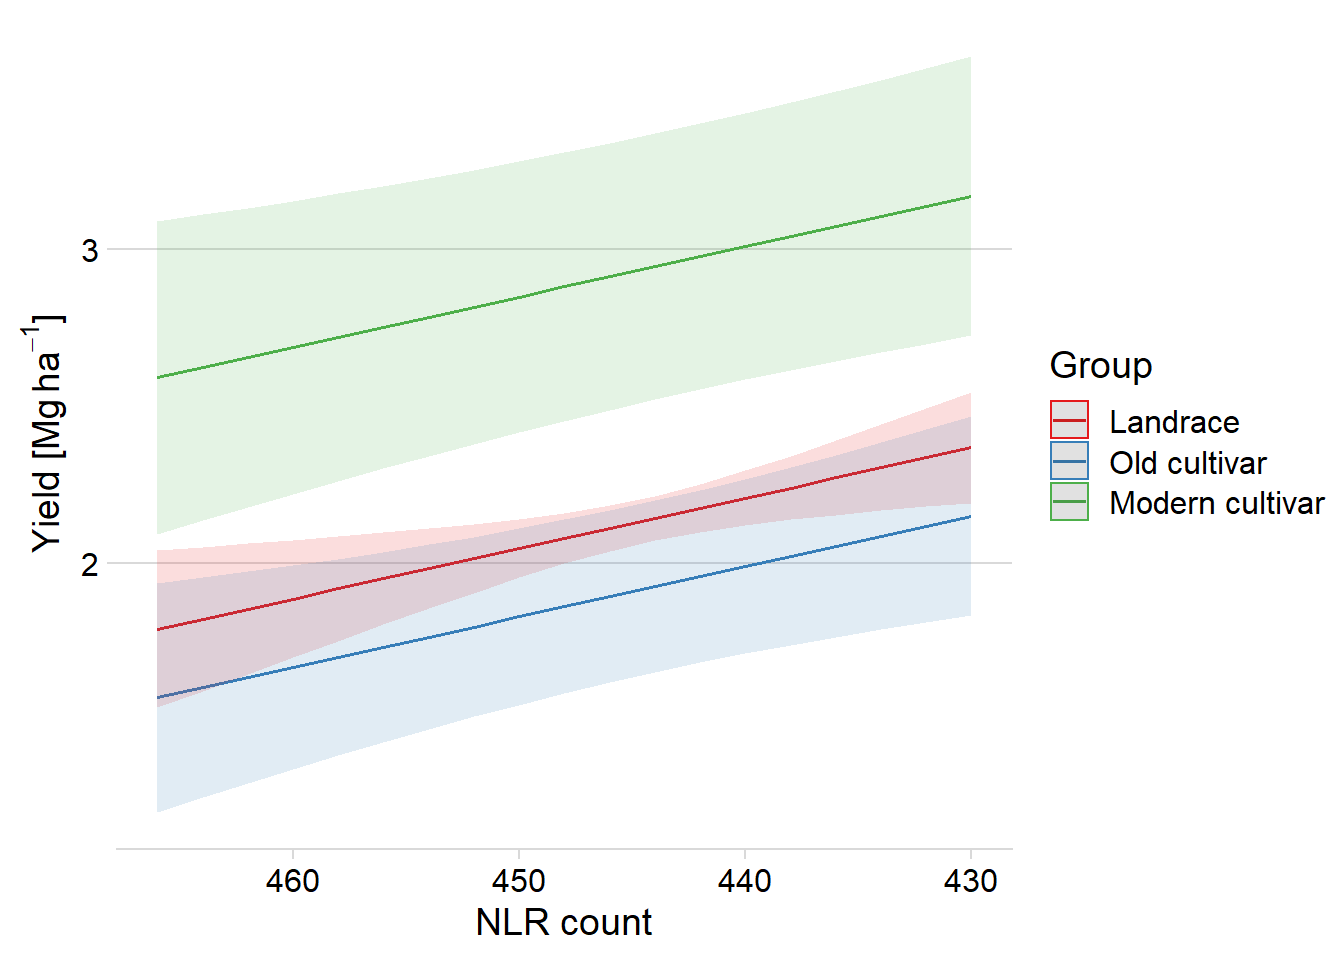 3
2
Yield [Mg ha⁻¹]
460 450 440 430
NLR count
Group
Landrace
Old cultivar
Modern cultivar